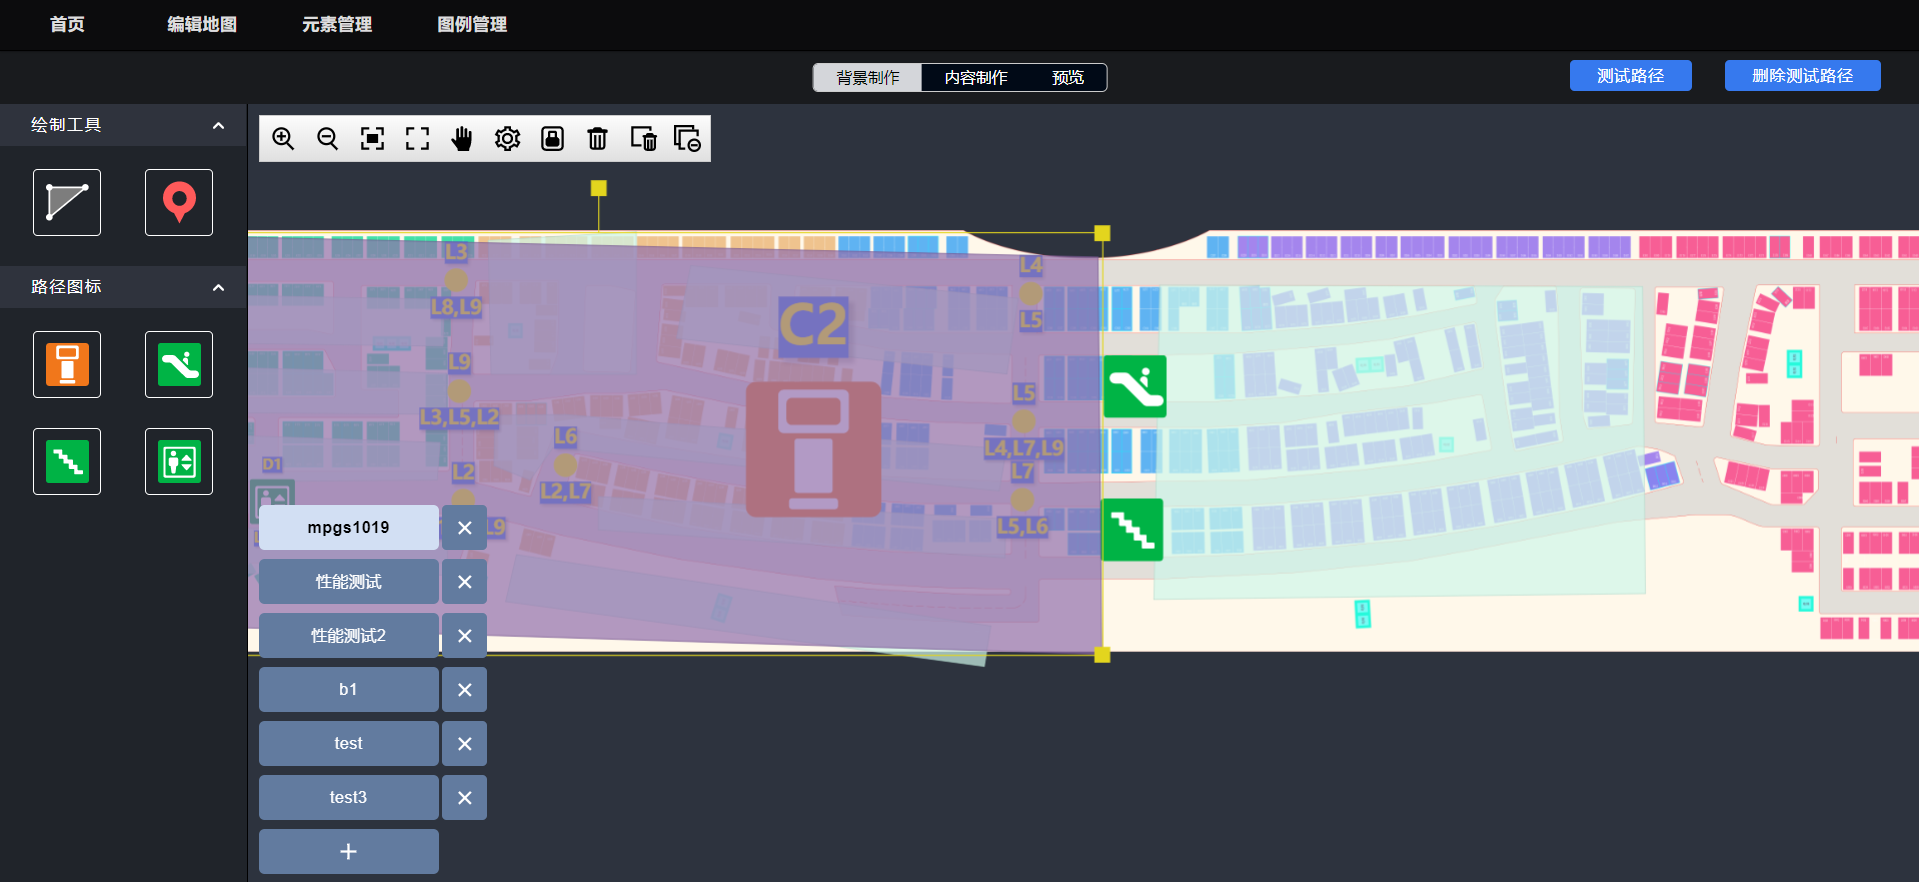 首页 编辑地图 元素管理 图例管理
背景制作 内容制作 预览 测试路径 删除测试路径
绘制工具
路径图标
L3
L8,L9
L9
L3,L5,L2
L6
L2,L7
L2
L9
D1
C2
L4
L5
L5
L4,L7,L9
L7
L5,L6
mpgs1019
性能测试
性能测试2
b1
test
test3